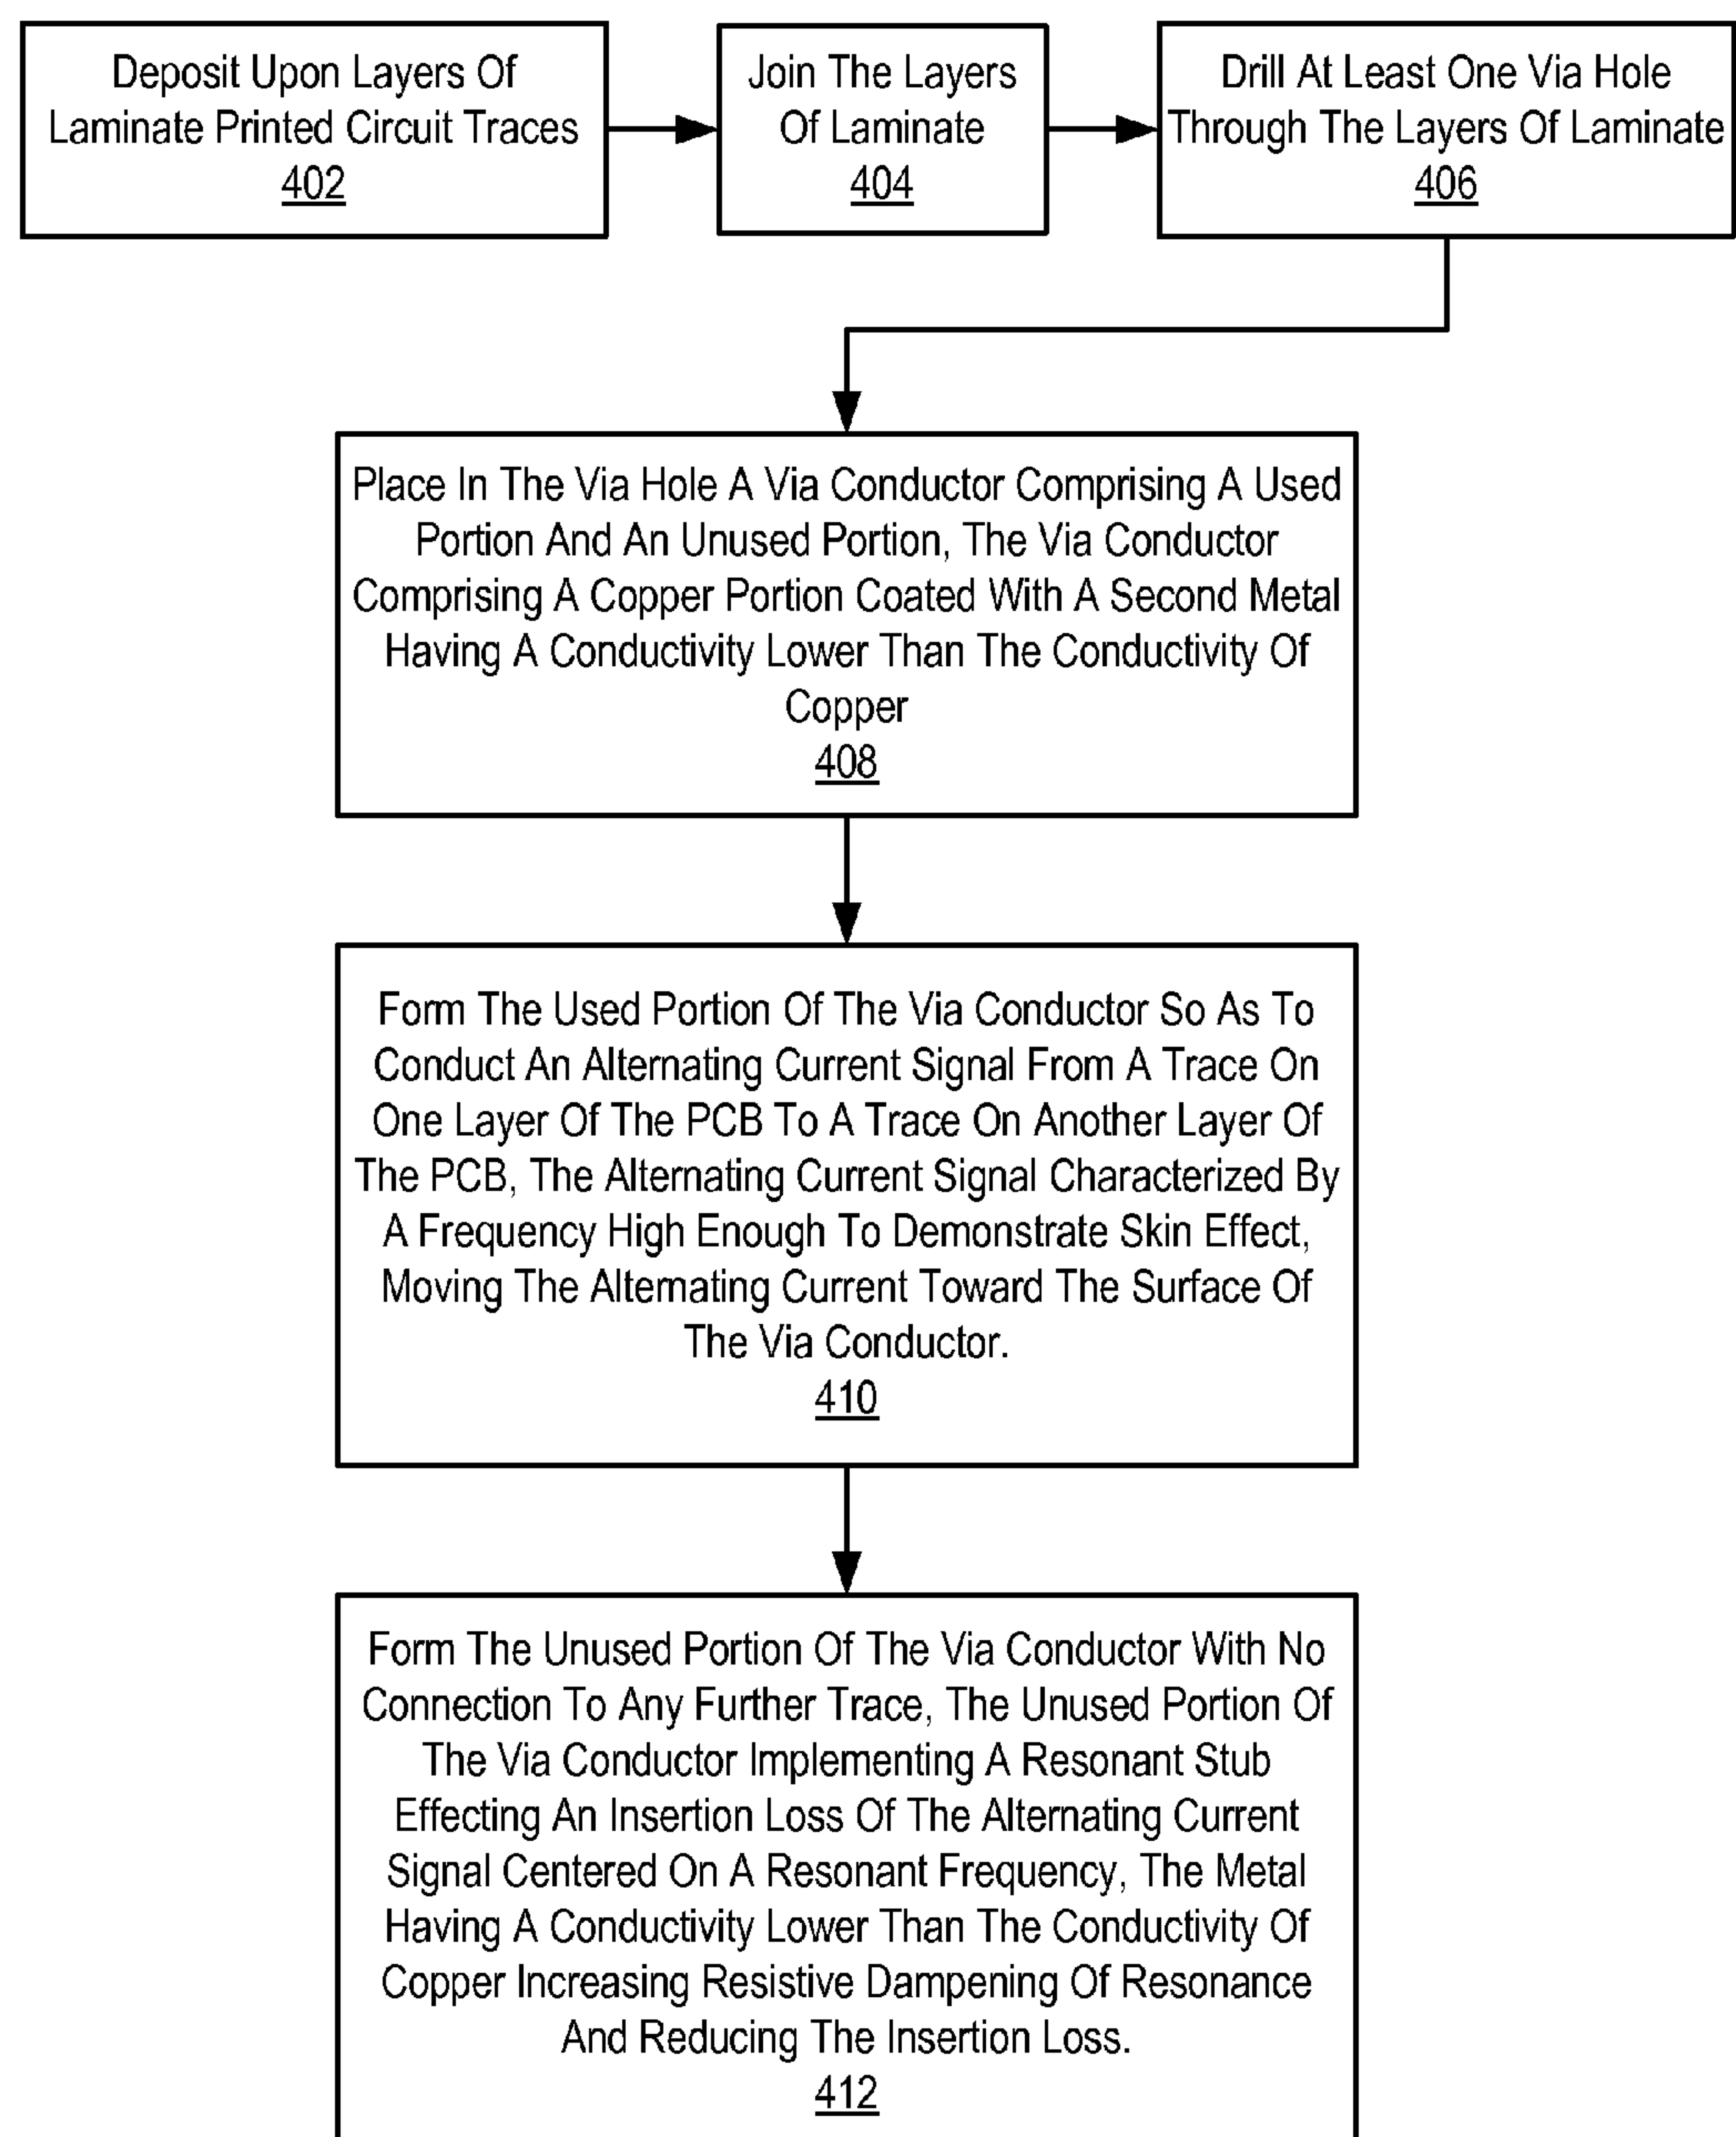 Deposit Upon Layers Of
Laminate Printed Circuit Traces
402
Join The Layers
Of Laminate
404
Drill At Least One Via Hole
Through The Layers Of Laminate
406
Place In The Via Hole A Via Conductor Comprising A Used
Portion And An Unused Portion, The Via Conductor
Comprising A Copper Portion Coated With A Second Metal
Having A Conductivity Lower Than The Conductivity Of
Copper
408
Form The Used Portion Of The Via Conductor So As To
Conduct An Alternating Current Signal From A Trace On
One Layer Of The PCB To A Trace On Another Layer Of
The PCB, The Alternating Current Signal Characterized By
A Frequency High Enough To Demonstrate Skin Effect,
Moving The Alternating Current Toward The Surface Of
The Via Conductor.
410
Form The Unused Portion Of The Via Conductor With No
Connection To Any Further Trace, The Unused Portion Of
The Via Conductor Implementing A Resonant Stub
Effecting An Insertion Loss Of The Alternating Current
Signal Centered On A Resonant Frequency, The Metal
Having A Conductivity Lower Than The Conductivity Of
Copper Increasing Resistive Dampening Of Resonance
And Reducing The Insertion Loss.
412